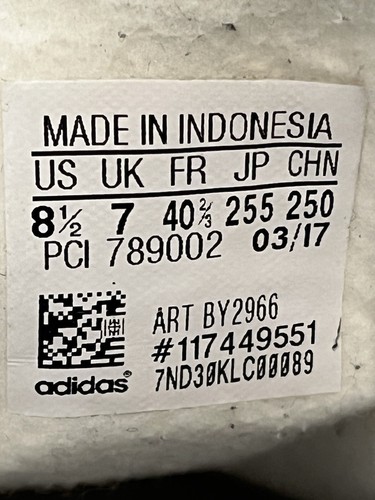 MADE IN INDONESIA
US UK FR JP CHN
8½ 7 40⅔ 255 250
PCI 789002 03/17
ART BY2966
#117449551
7ND30KLC00089
adidas®